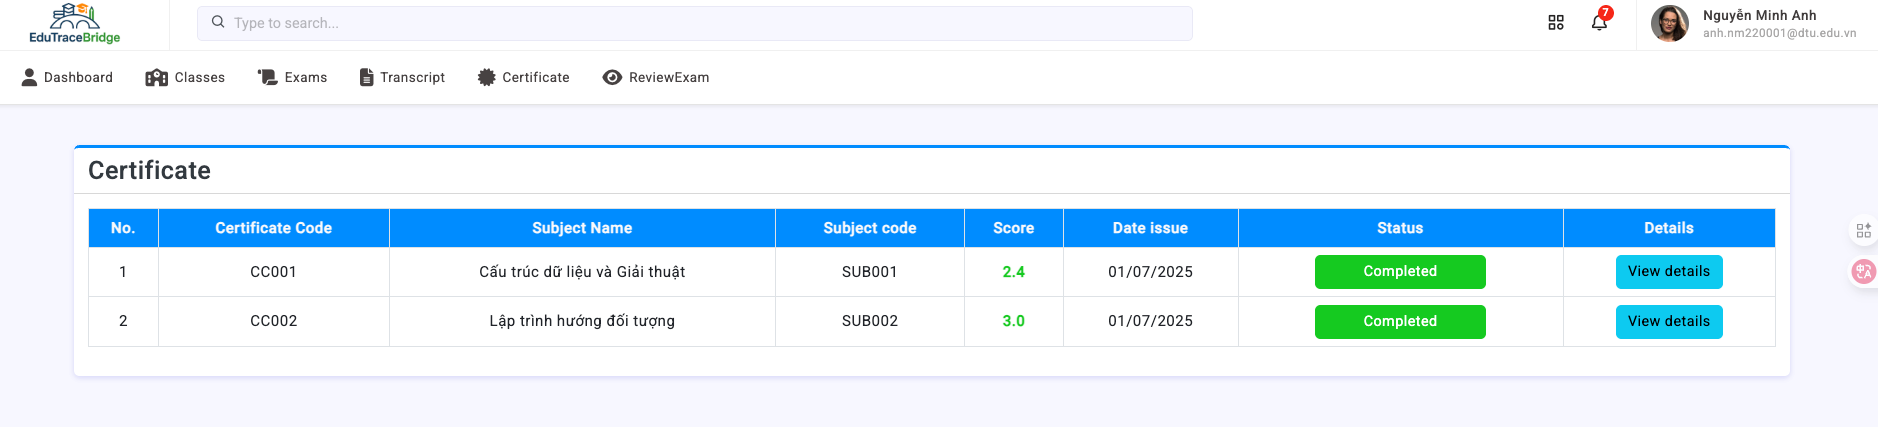 EduTraceBridge
Type to search...
7
Nguyễn Minh Anh
anh.nm220001@dtu.edu.vn
Dashboard Classes Exams Transcript Certificate ReviewExam
Certificate
No. Certificate Code Subject Name Subject code Score Date issue Status Details
1 CC001 Cấu trúc dữ liệu và Giải thuật SUB001 2.4 01/07/2025 Completed View details
2 CC002 Lập trình hướng đối tượng SUB002 3.0 01/07/2025 Completed View details